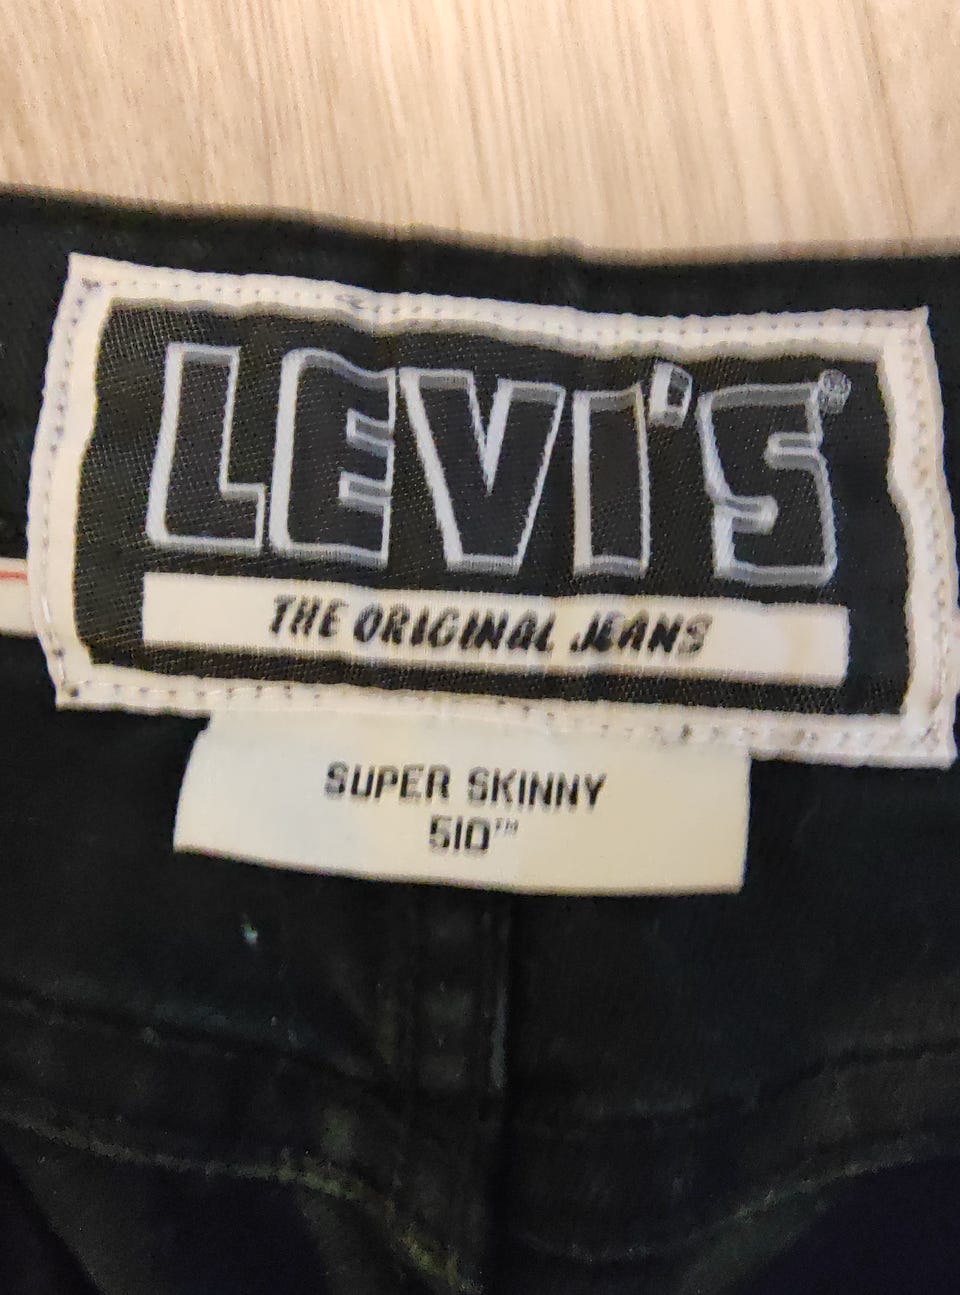 LEVI'S®
THE ORIGINAL JEANS
SUPER SKINNY
510™